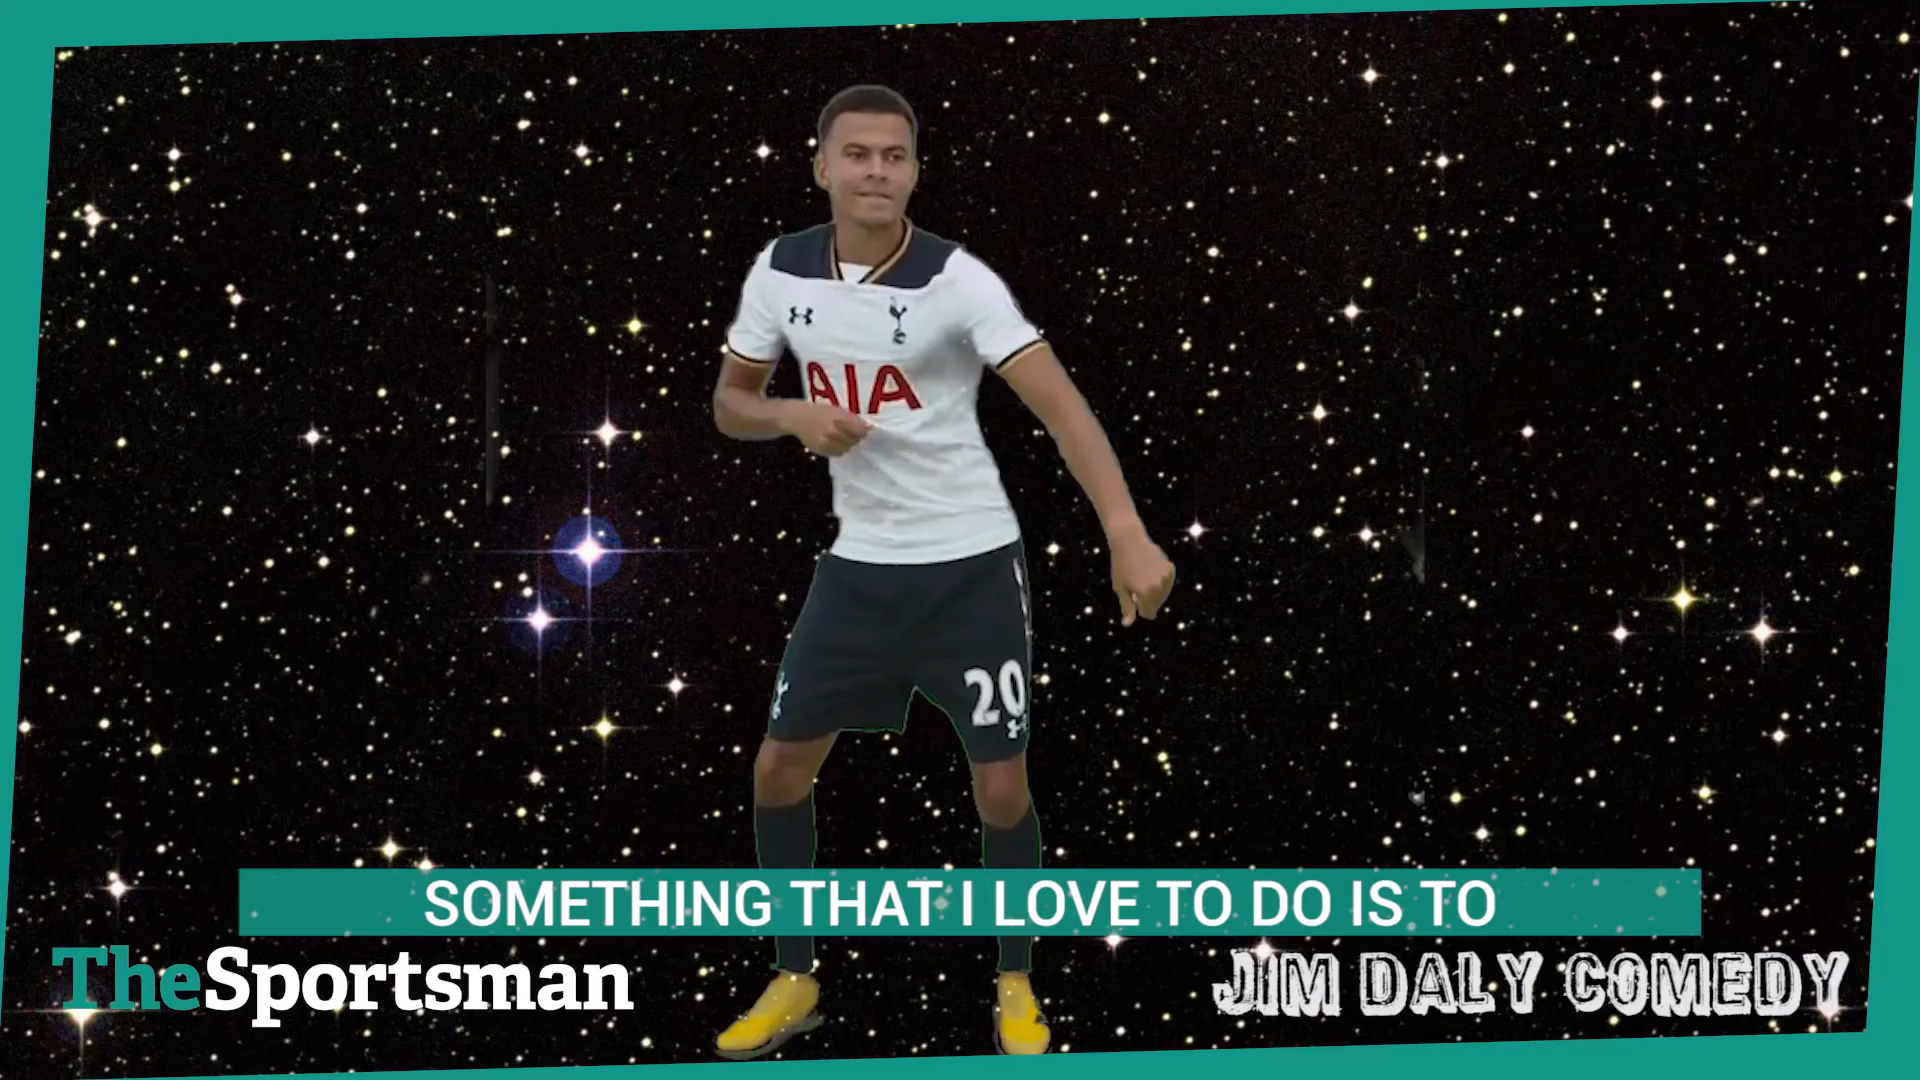 AIA
20
SOMETHING THAT I LOVE TO DO IS TO
TheSportsman
JIM DALY COMEDY